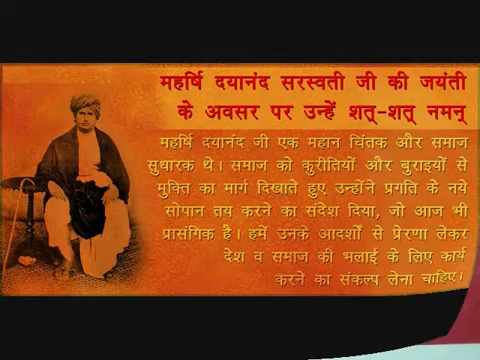 महर्षि दयानंद सरस्वती जी की जयंती
के अवसर पर उन्हें शत्-शत् नमन्
महर्षि दयानंद जी एक महान चिंतक और समाज
सुधारक थे। समाज को कुरीतियों और बुराइयों से
मुक्ति का मार्ग दिखाते हुए उन्होंने प्रगति के नये
सोपान तय करने का संदेश दिया, जो आज भी
प्रासंगिक है। हमें उनके आदर्शों से प्रेरणा लेकर
देश व समाज की भलाई के लिए कार्य
करने का संकल्प लेना चाहिए।